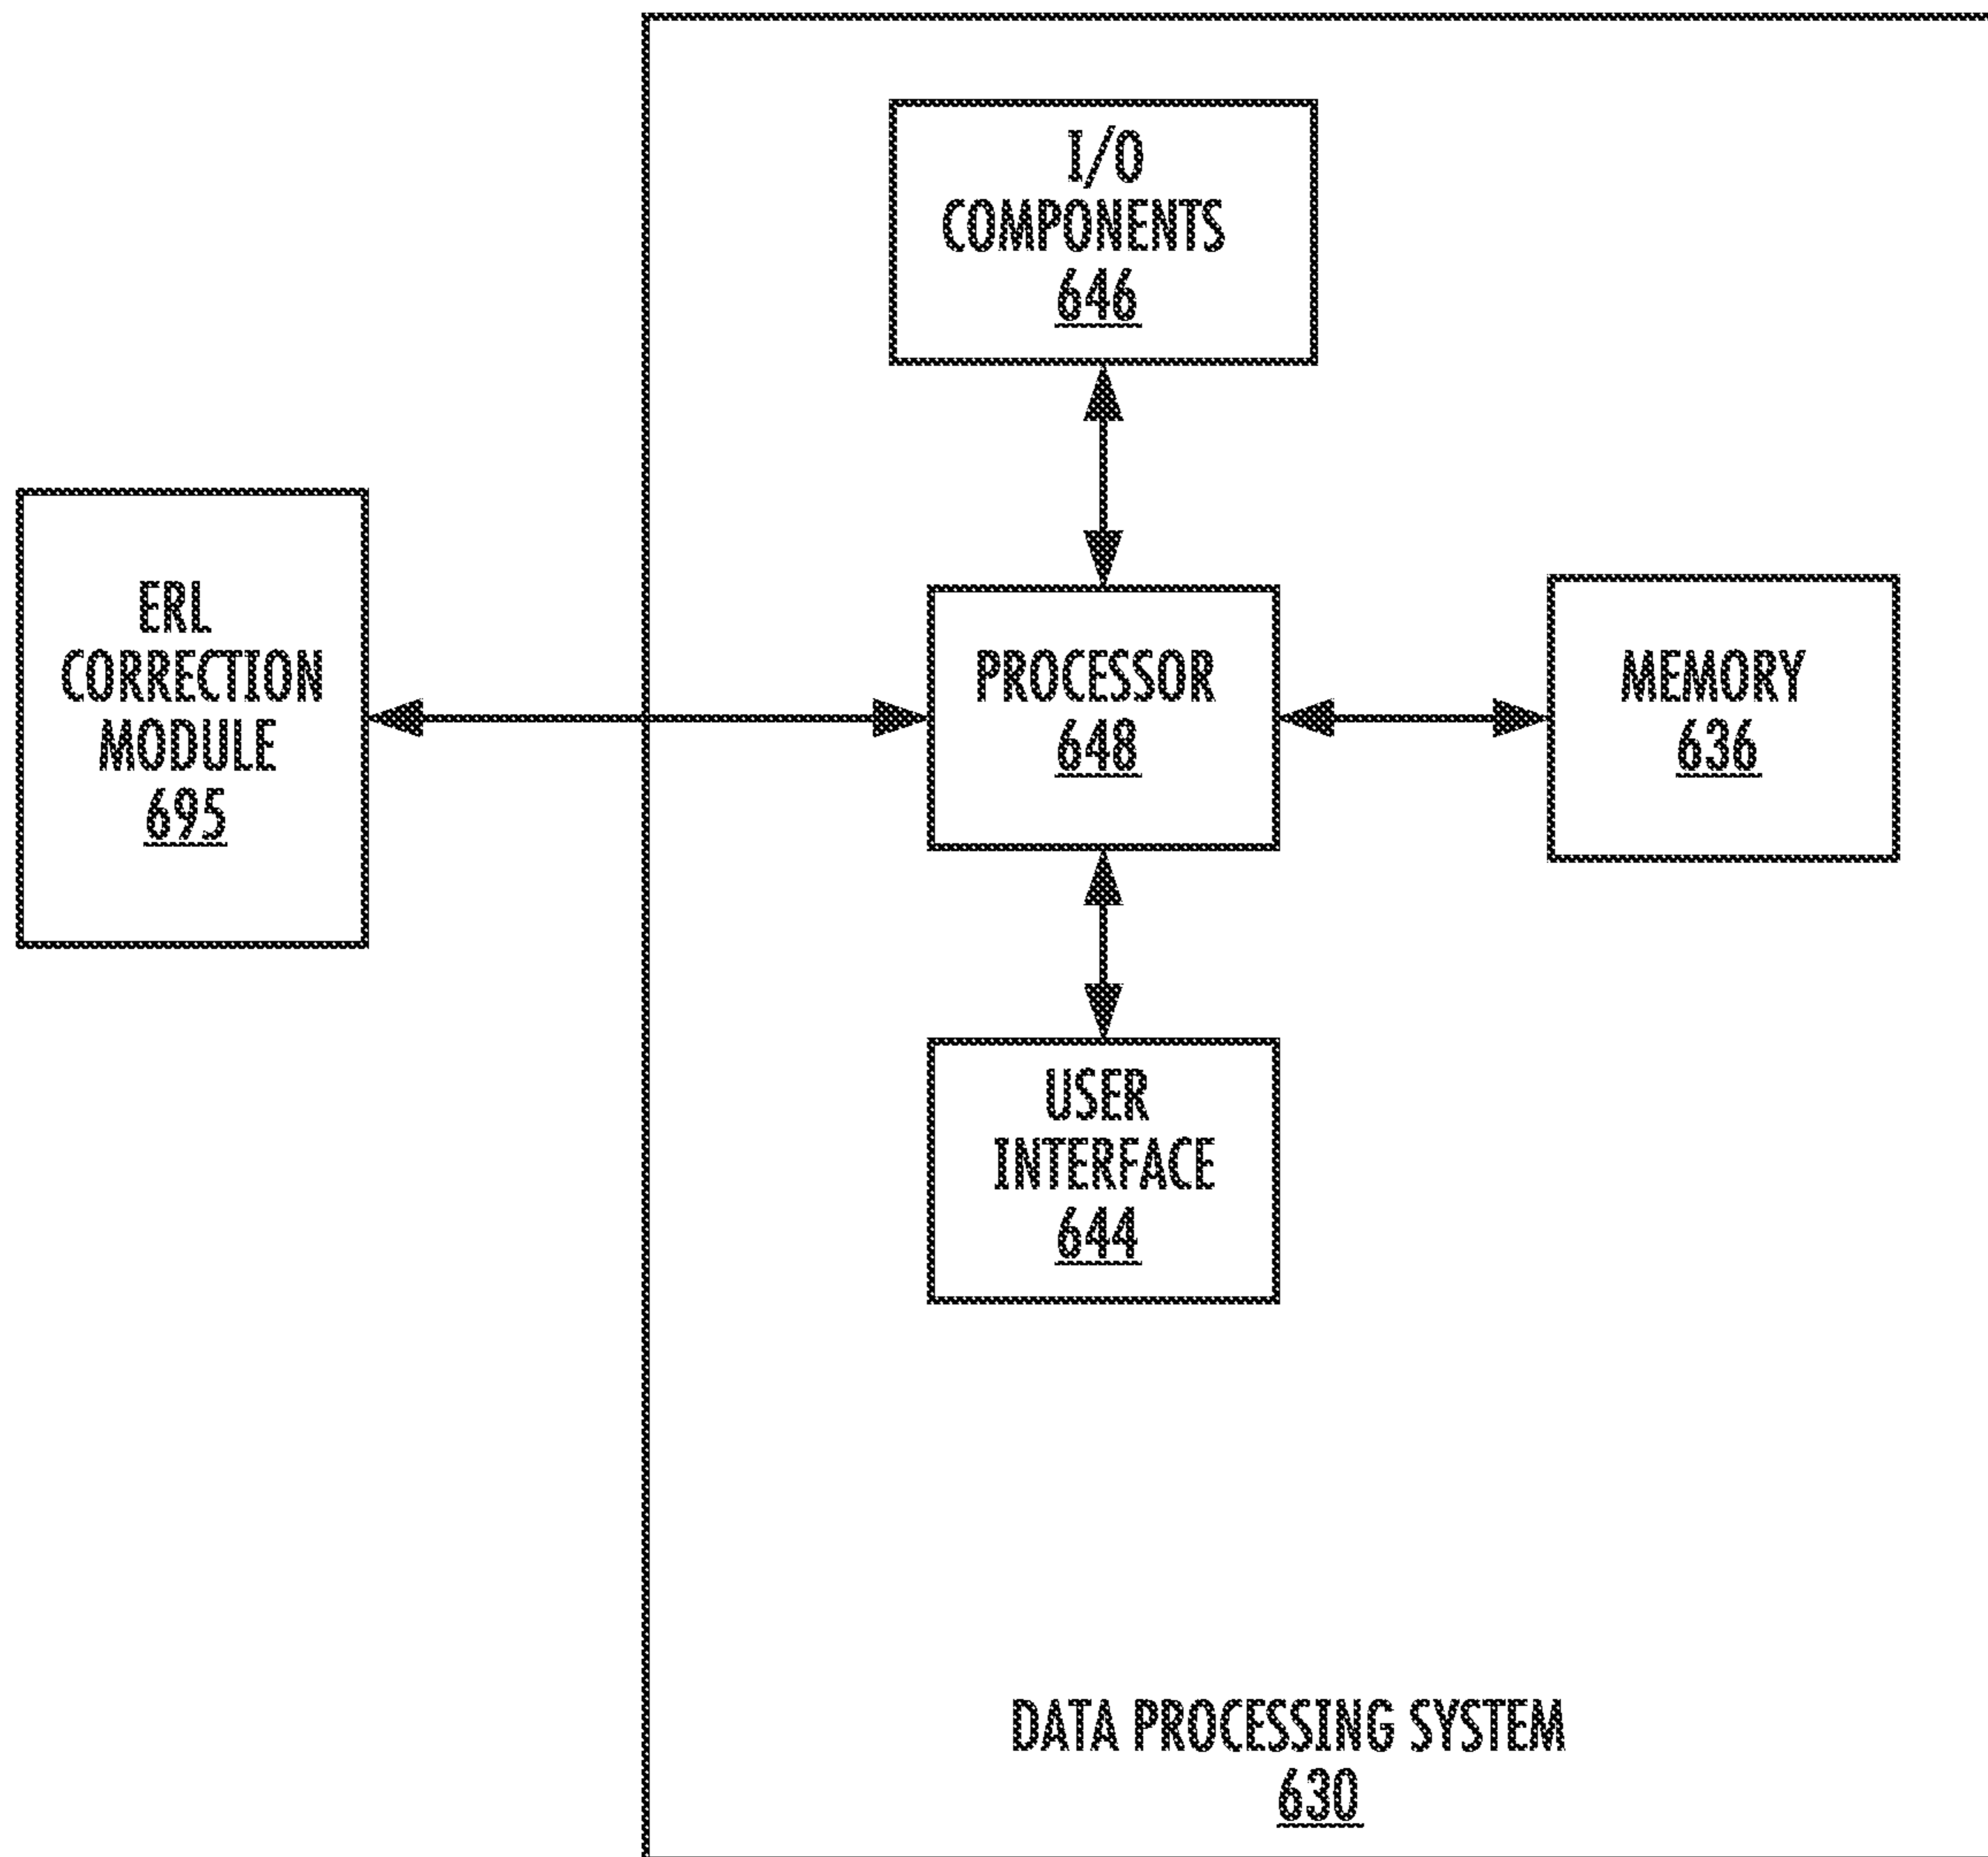 I/O
COMPONENTS
646
ERL
CORRECTION
MODULE
695
PROCESSOR
648
MEMORY
636
USER
INTERFACE
644
DATA PROCESSING SYSTEM
630